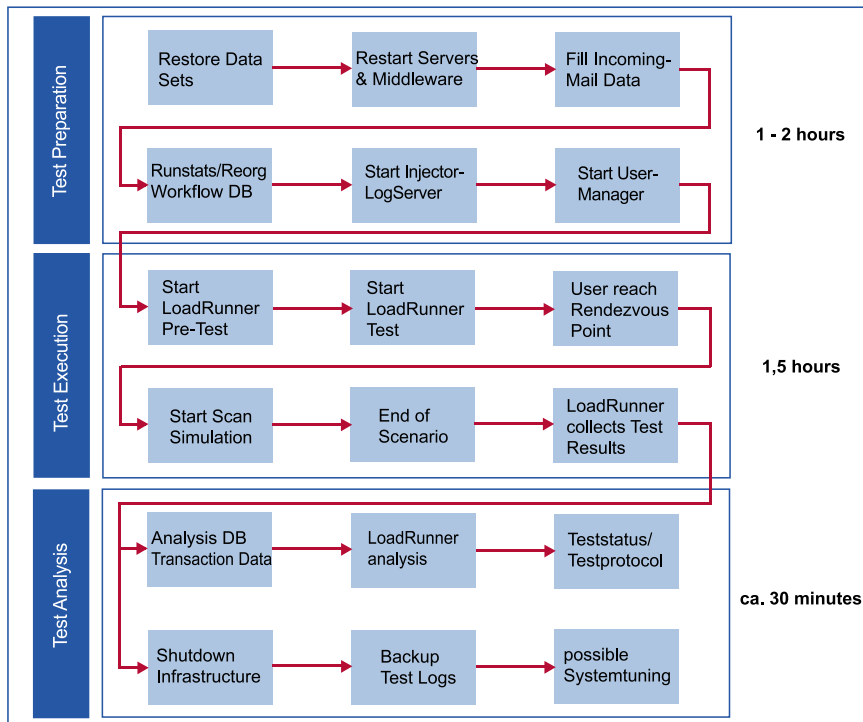 Test Preparation
Restore Data
Sets
Restart Servers
& Middleware
Fill Incoming-
Mail Data
Runstats/Reorg
Workflow DB
Start Injector-
LogServer
Start User-
Manager
1 - 2 hours
Test Execution
Start
LoadRunner
Pre-Test
Start
LoadRunner
Test
User reach
Rendezvous
Point
Start Scan
Simulation
End of
Scenario
LoadRunner
collects Test
Results
1,5 hours
Test Analysis
Analysis DB
Transaction Data
LoadRunner
analysis
Teststatus/
Testprotocol
Shutdown
Infrastructure
Backup
Test Logs
possible
Systemtuning
ca. 30 minutes